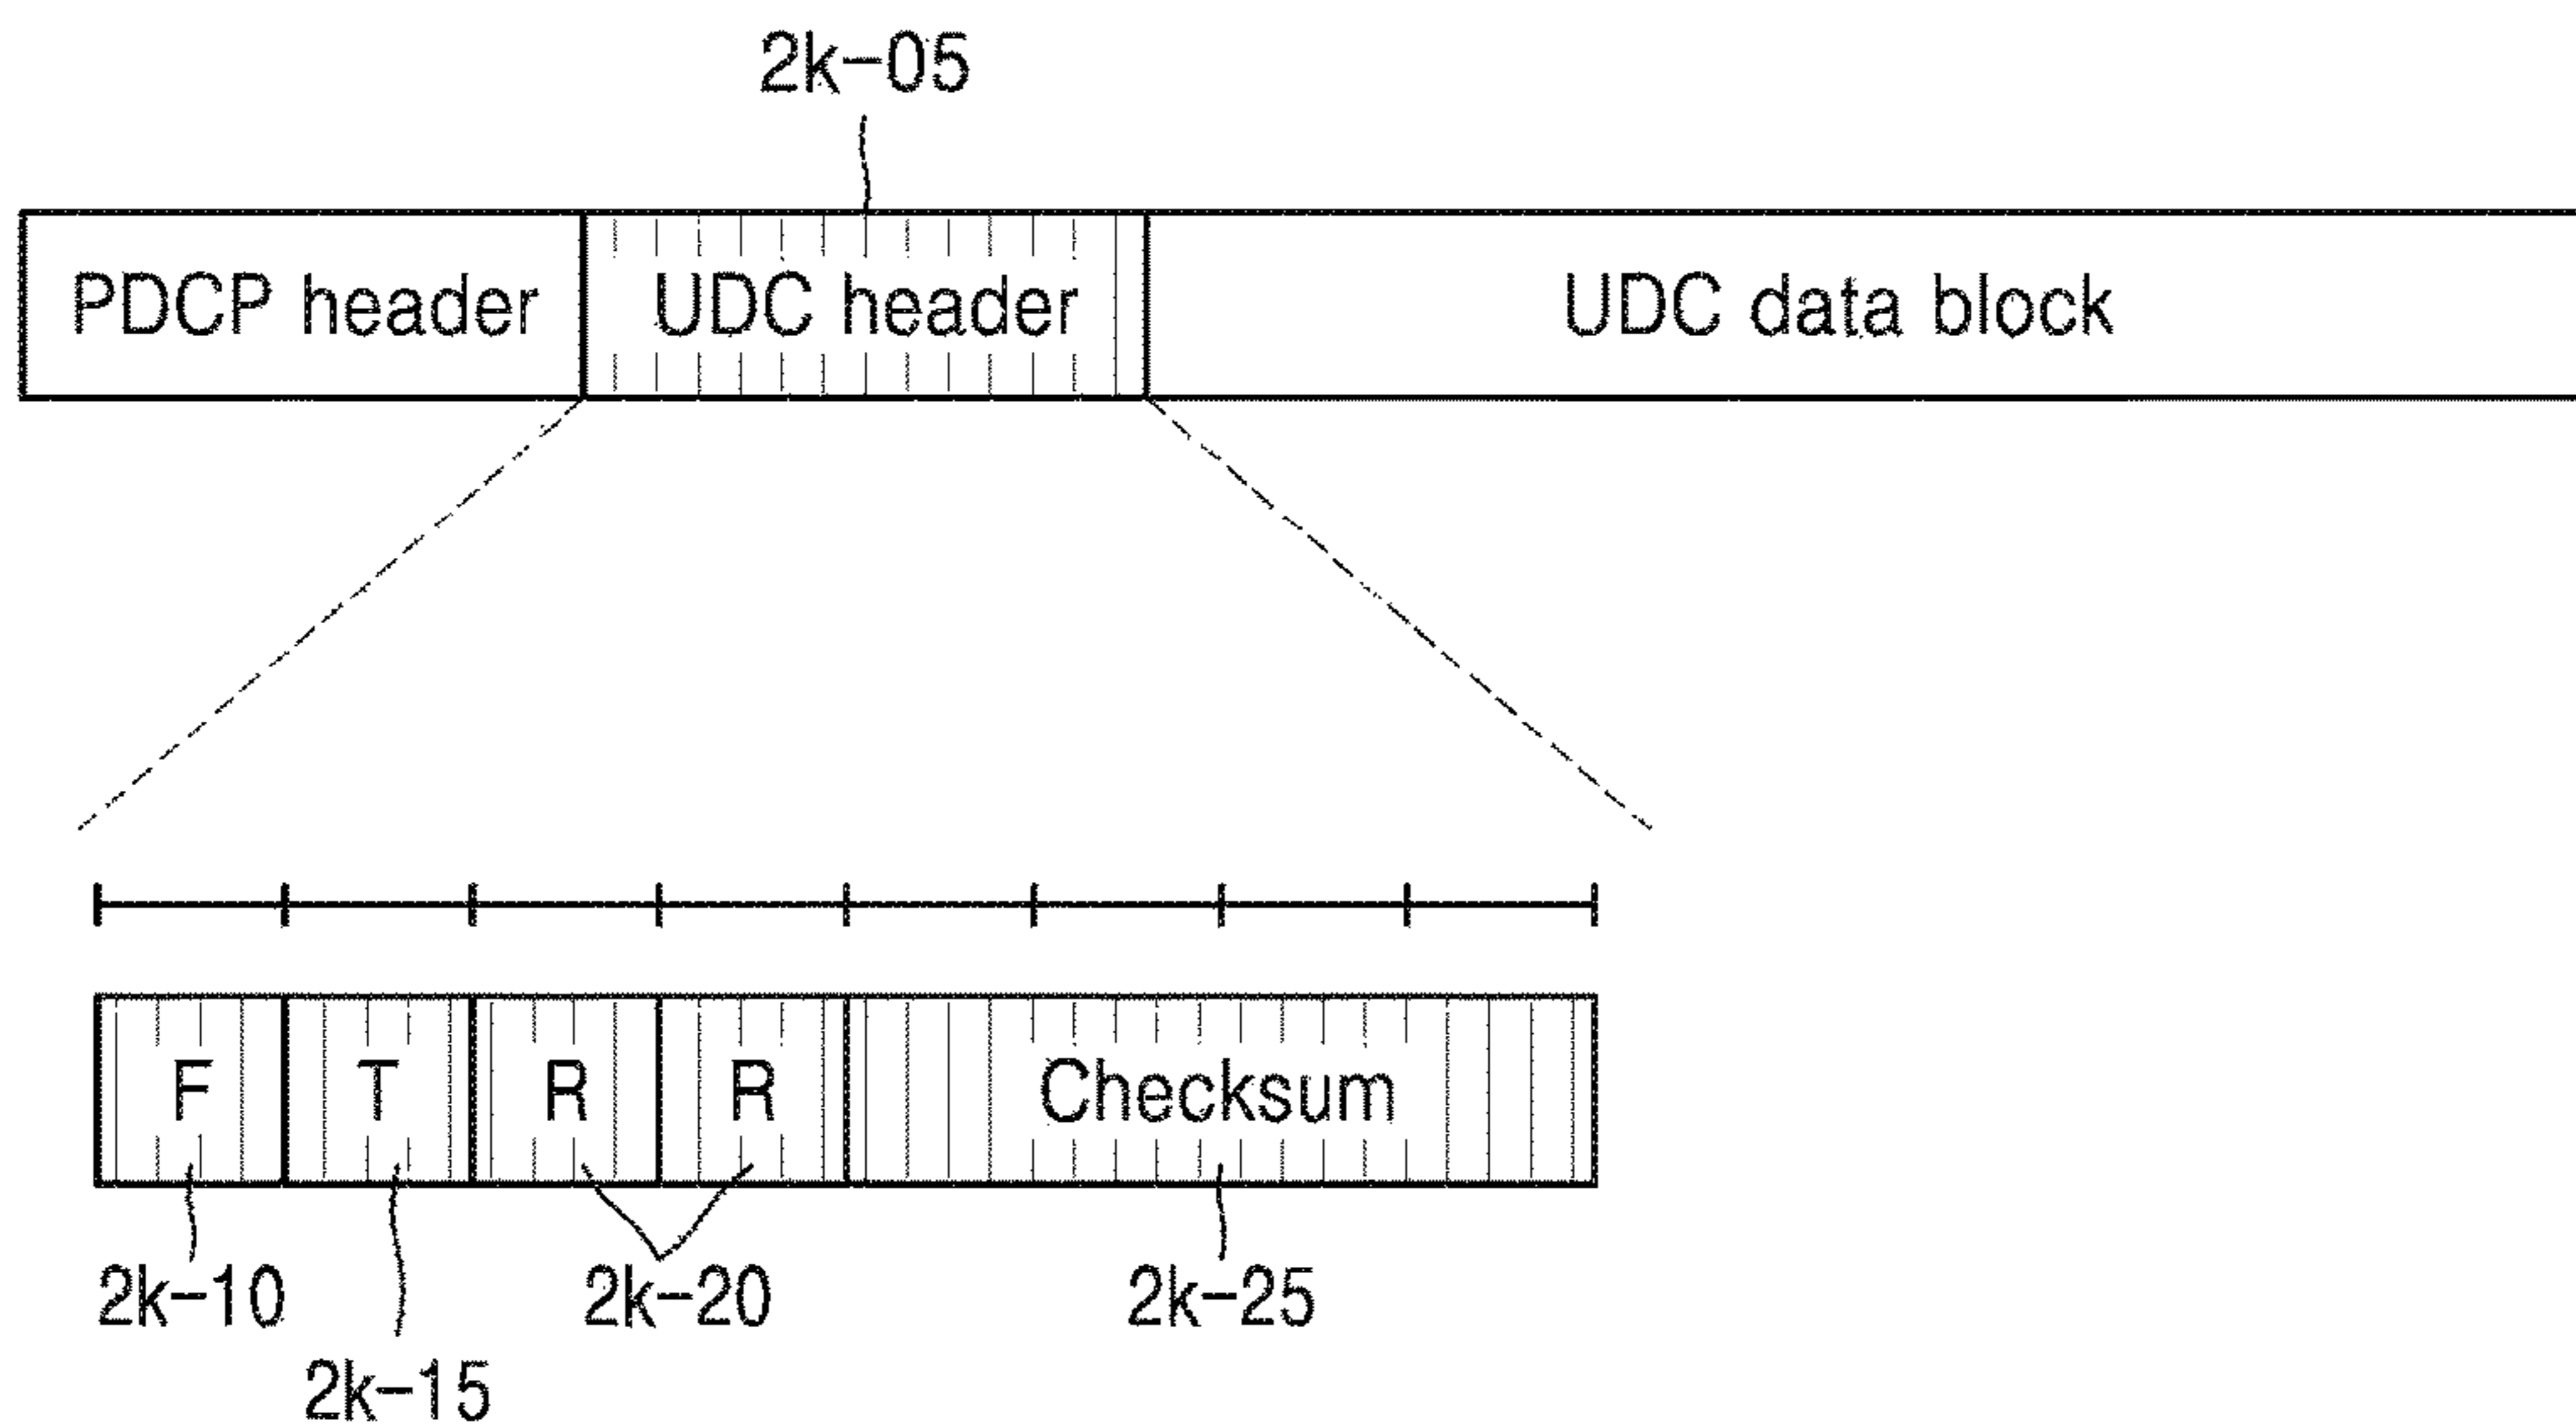 2k-05
PDCP header UDC header UDC data block
F T R R Checksum
2k-10 2k-20 2k-25
2k-15